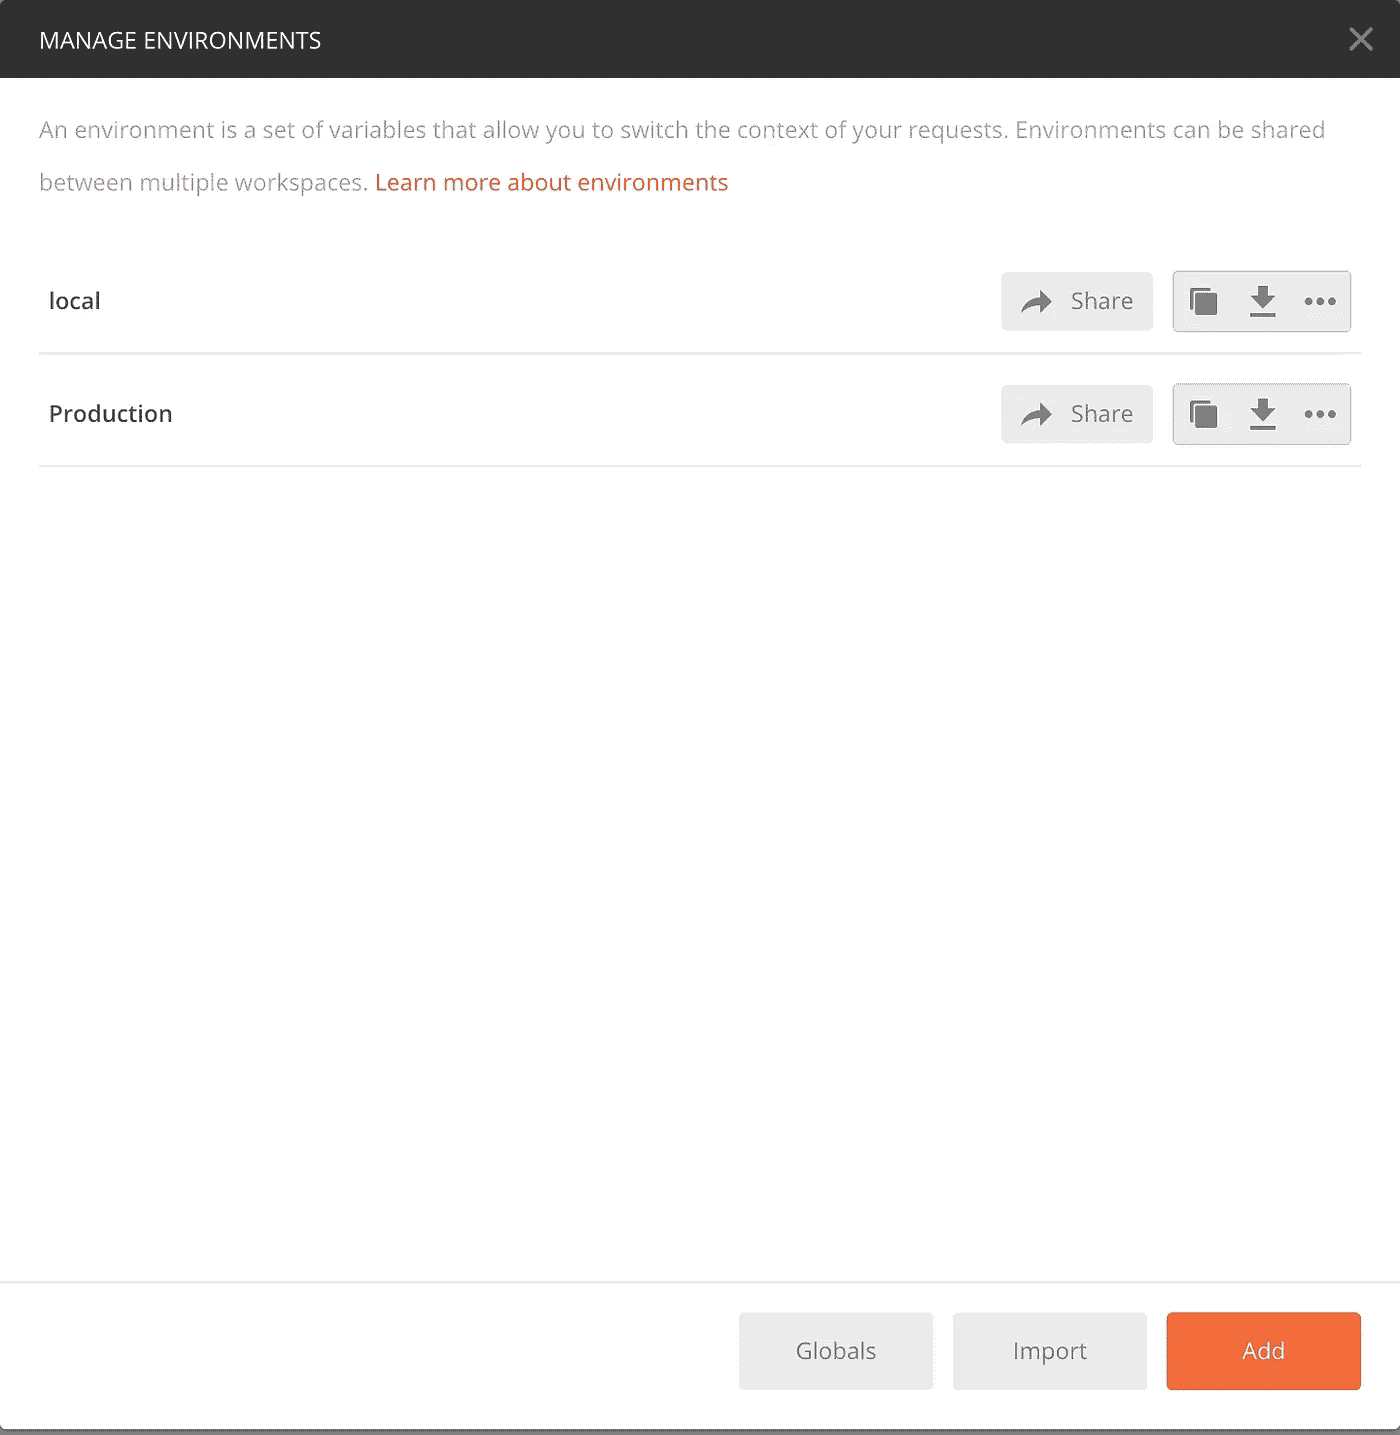 MANAGE ENVIRONMENTS
An environment is a set of variables that allow you to switch the context of your requests. Environments can be shared
between multiple workspaces. Learn more about environments
local
Share
Production
Share
Globals
Import
Add